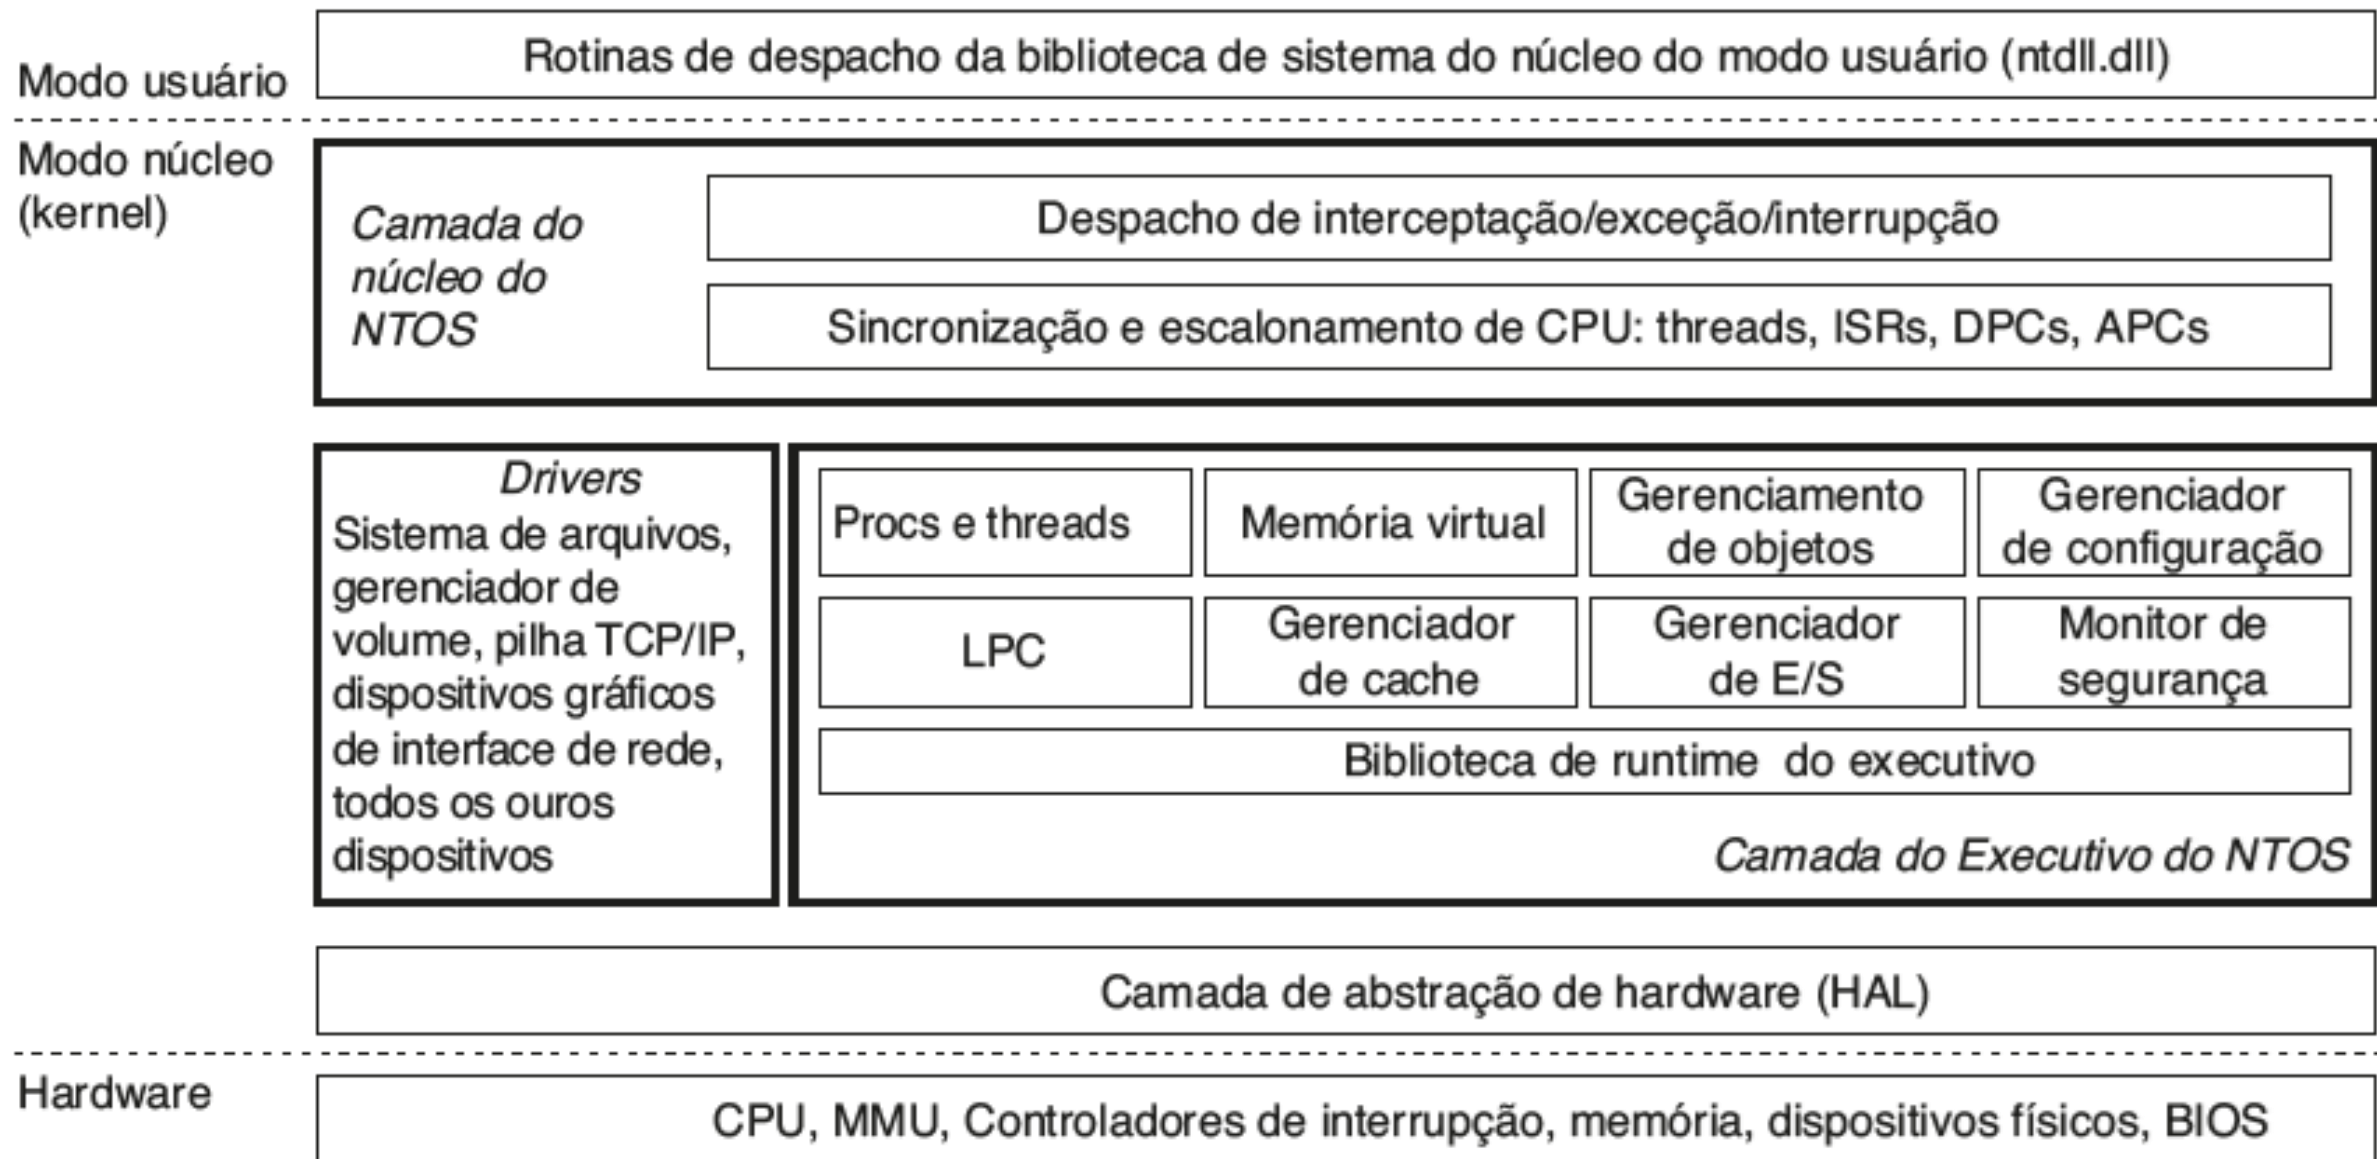 Rotinas de despacho da biblioteca de sistema do núcleo do modo usuário (ntdll.dll)
Modo usuário
Modo núcleo
(kernel)
Camada do
núcleo do
NTOS
Despacho de interceptação/exceção/interrupção
Sincronização e escalonamento de CPU: threads, ISRs, DPCs, APCs
Drivers
Sistema de arquivos,
gerenciador de
volume, pilha TCP/IP,
dispositivos gráficos
de interface de rede,
todos os ouros
dispositivos
Procs e threads
Memória virtual
Gerenciamento
de objetos
Gerenciador
de configuração
LPC
Gerenciador
de cache
Gerenciador
de E/S
Monitor de
segurança
Biblioteca de runtime do executivo
Camada do Executivo do NTOS
Camada de abstração de hardware (HAL)
Hardware
CPU, MMU, Controladores de interrupção, memória, dispositivos físicos, BIOS